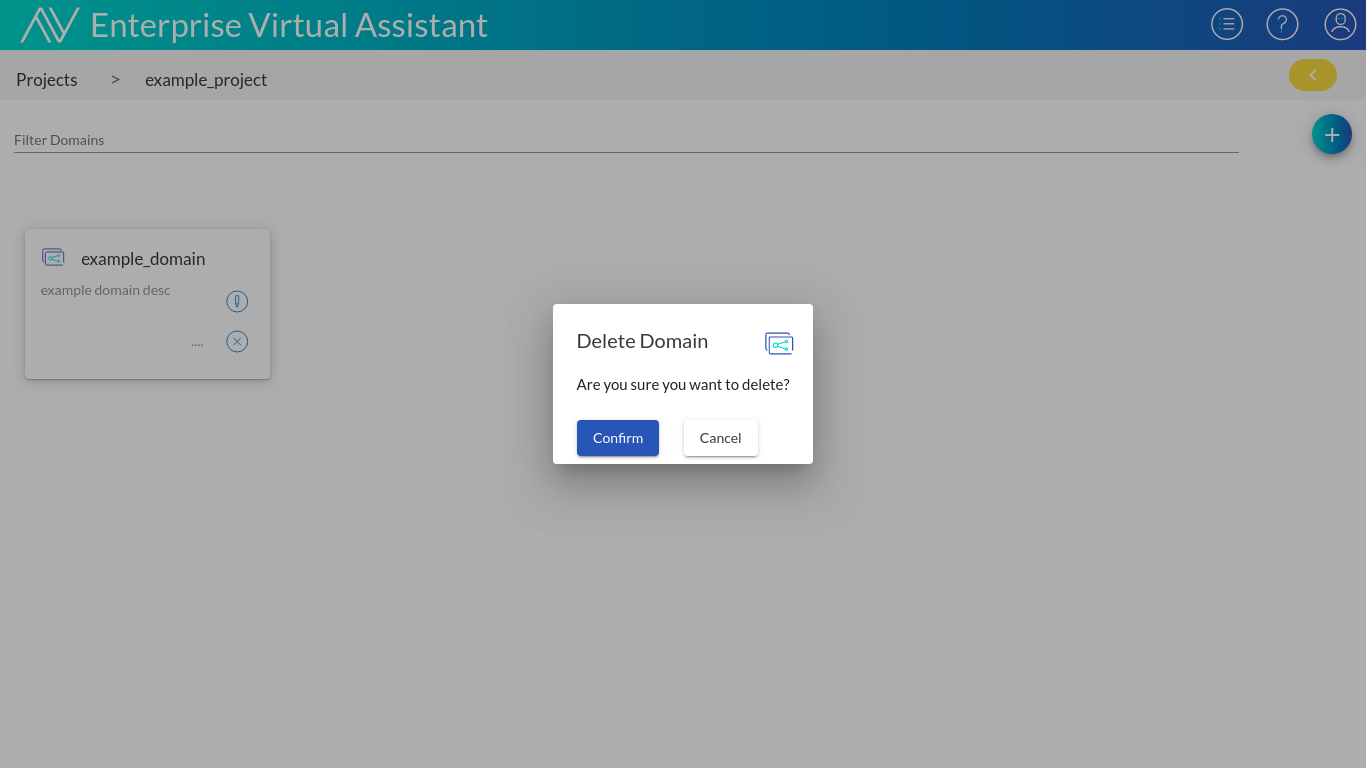 Enterprise Virtual Assistant
Projects > example_project
Filter Domains
example_domain
example domain desc
....
Delete Domain
Are you sure you want to delete?
Confirm Cancel